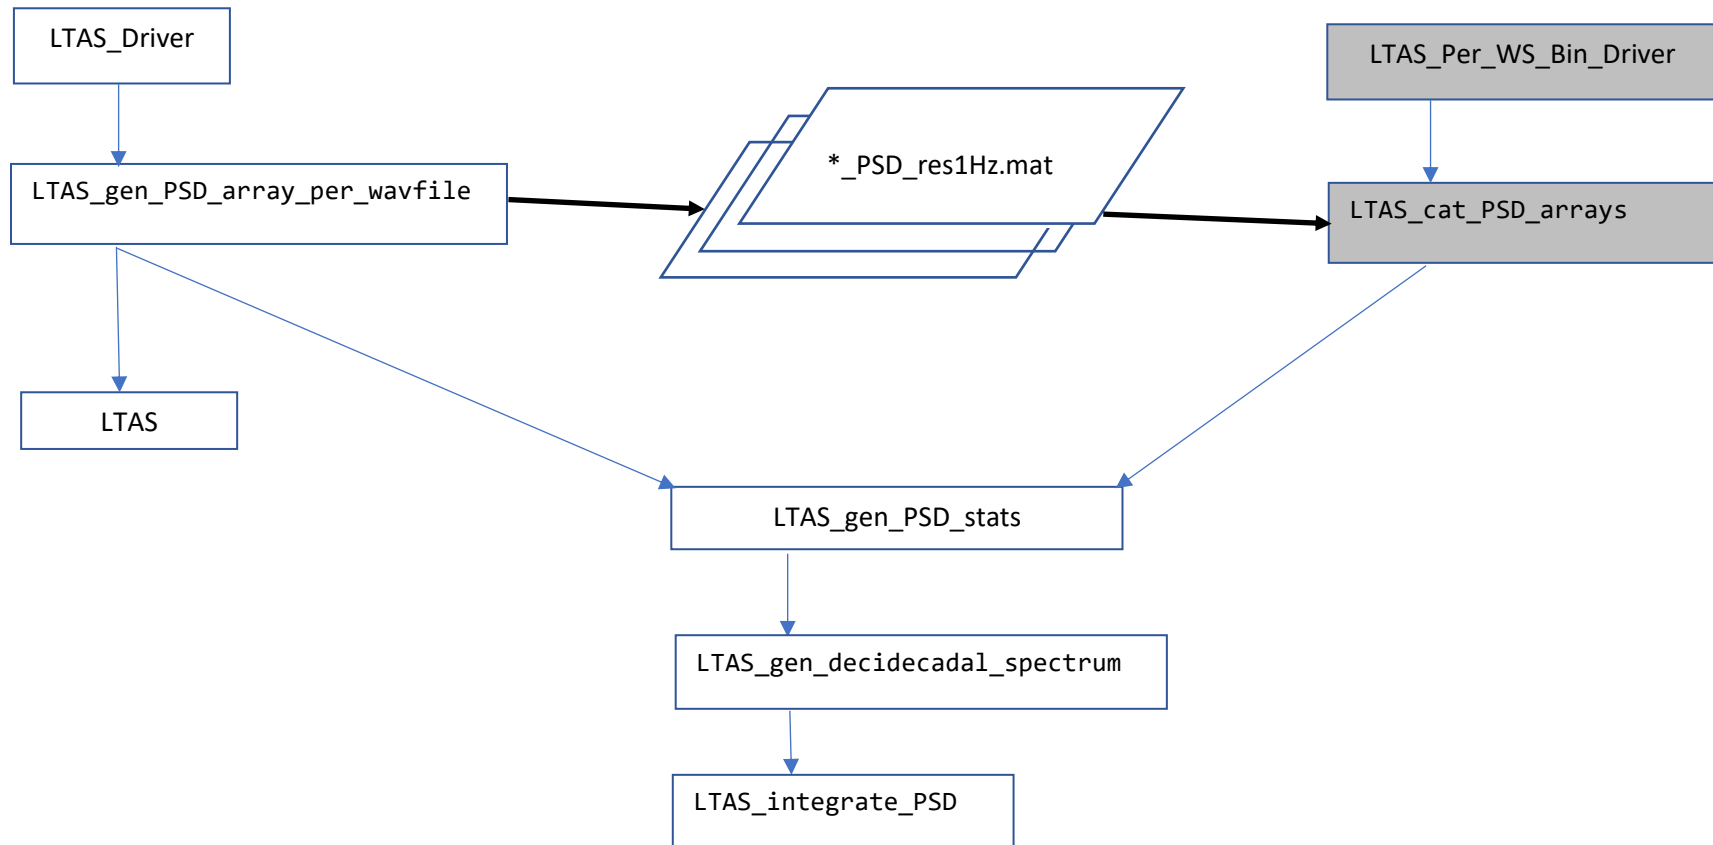 LTAS_Driver
LTAS_Per_WS_Bin_Driver
*_PSD_res1Hz.mat
LTAS_gen_PSD_array_per_wavfile
LTAS_cat_PSD_arrays
LTAS
LTAS_gen_PSD_stats
LTAS_gen_decidecadal_spectrum
LTAS_integrate_PSD